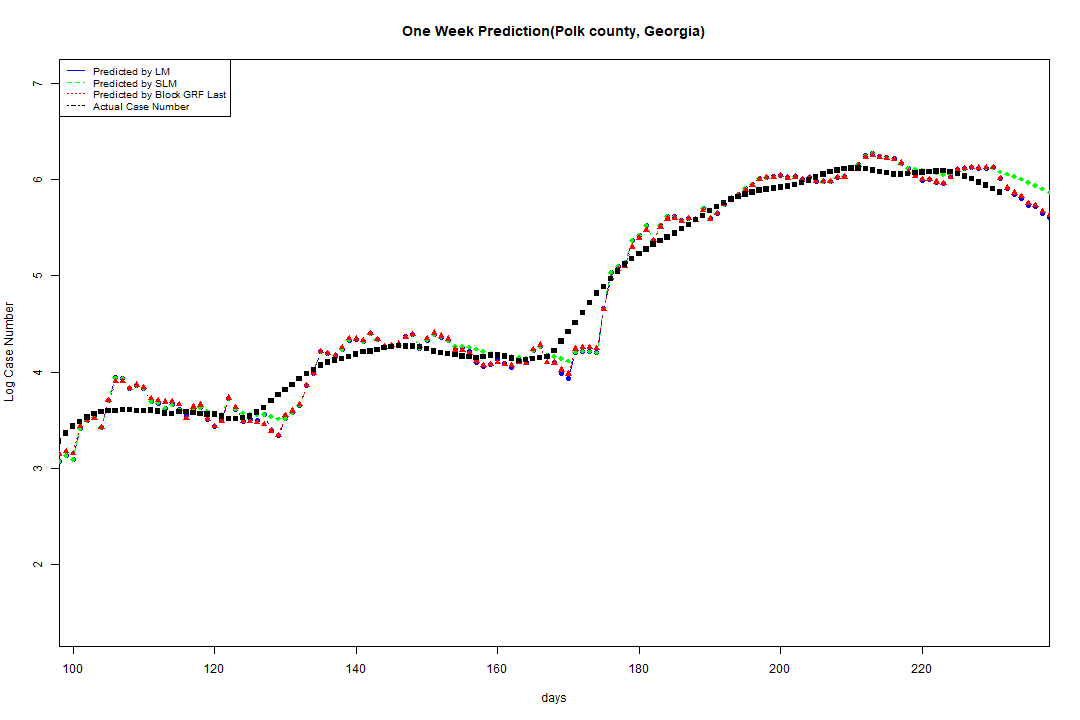 One Week Prediction(Polk county, Georgia)
Predicted by LM
Predicted by SLM
Predicted by Block GRF Last
Actual Case Number
7
6
5
4
3
2
Log Case Number
100 120 140 160 180 200 220
days